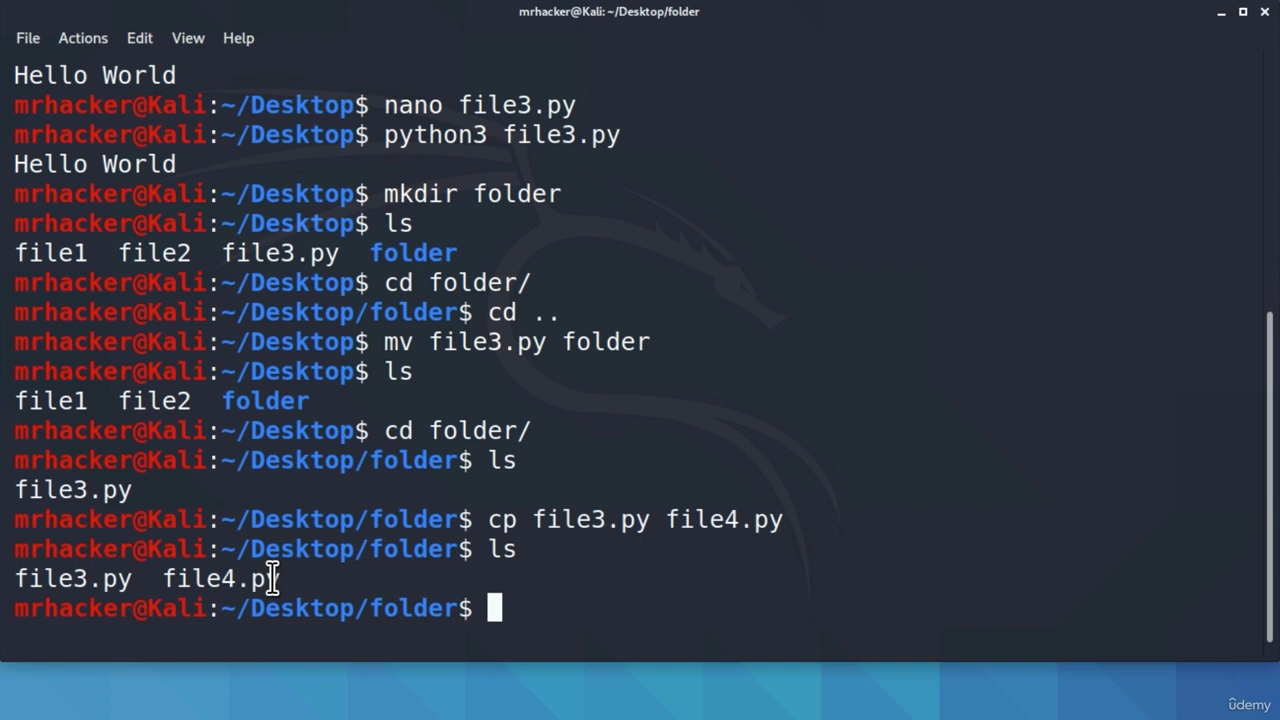 mrhacker@Kali: ~/Desktop/folder
File Actions Edit View Help
Hello World
mrhacker@Kali:~/Desktop$ nano file3.py
mrhacker@Kali:~/Desktop$ python3 file3.py
Hello World
mrhacker@Kali:~/Desktop$ mkdir folder
mrhacker@Kali:~/Desktop$ ls
file1  file2  file3.py  folder
mrhacker@Kali:~/Desktop$ cd folder/
mrhacker@Kali:~/Desktop/folder$ cd ..
mrhacker@Kali:~/Desktop$ mv file3.py folder
mrhacker@Kali:~/Desktop$ ls
file1  file2  folder
mrhacker@Kali:~/Desktop$ cd folder/
mrhacker@Kali:~/Desktop/folder$ ls
file3.py
mrhacker@Kali:~/Desktop/folder$ cp file3.py file4.py
mrhacker@Kali:~/Desktop/folder$ ls
file3.py  file4.py
mrhacker@Kali:~/Desktop/folder$
ûdemy